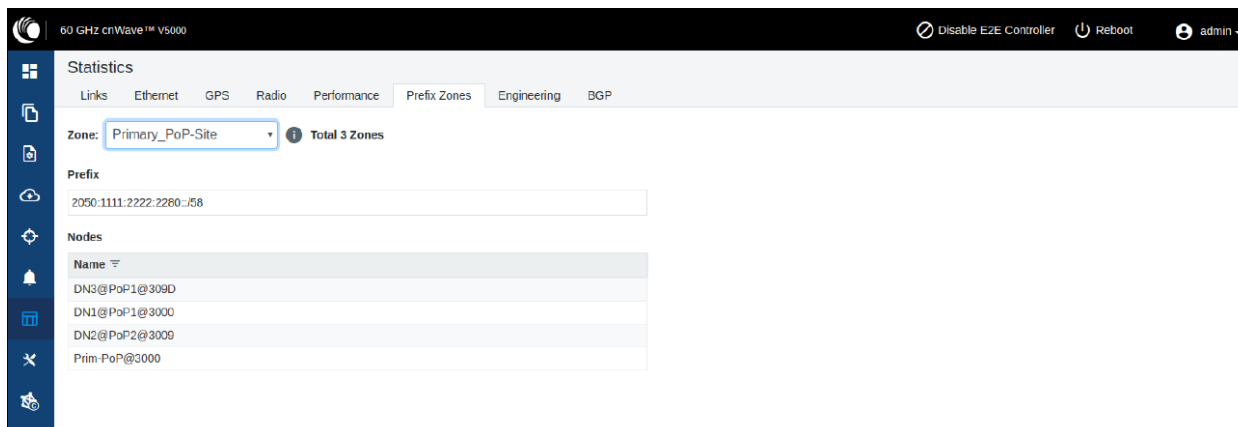 60 GHz cnWave™ V5000
Disable E2E Controller
Reboot
admin
Statistics
Links Ethernet GPS Radio Performance Prefix Zones Engineering BGP
Zone: Primary_PoP-Site Total 3 Zones
Prefix
2050:1111:2222:2280::/58
Nodes
Name
DN3@PoP1@309D
DN1@PoP1@3000
DN2@PoP2@3009
Prim-PoP@3000